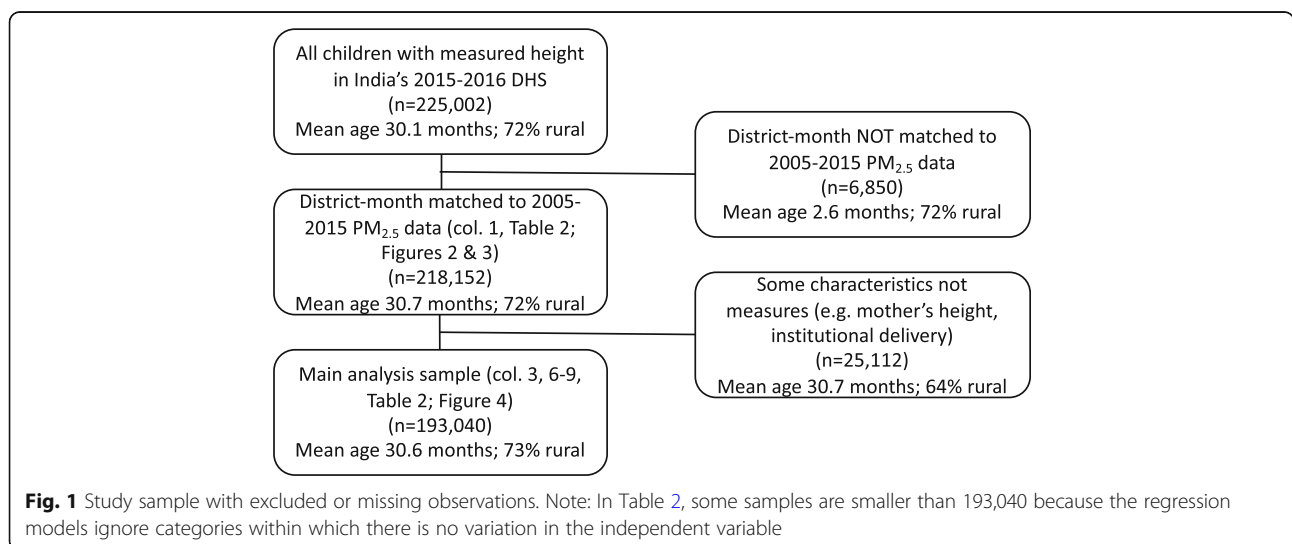 All children with measured height
in India's 2015-2016 DHS
(n=225,002)
Mean age 30.1 months; 72% rural
District-month NOT matched to
2005-2015 PM2.5 data
(n=6,850)
Mean age 2.6 months; 72% rural
District-month matched to 2005-
2015 PM2.5 data (col. 1, Table 2;
Figures 2 & 3)
(n=218,152)
Mean age 30.7 months; 72% rural
Some characteristics not
measures (e.g. mother's height,
institutional delivery)
(n=25,112)
Mean age 30.7 months; 64% rural
Main analysis sample (col. 3, 6-9,
Table 2; Figure 4)
(n=193,040)
Mean age 30.6 months; 73% rural
Fig. 1 Study sample with excluded or missing observations. Note: In Table 2, some samples are smaller than 193,040 because the regression
models ignore categories within which there is no variation in the independent variable